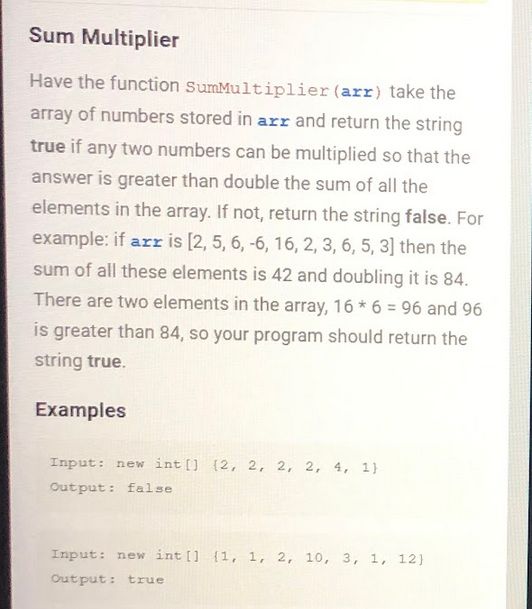 Sum Multiplier
Have the function SumMultiplier(arr) take the
array of numbers stored in arr and return the string
true if any two numbers can be multiplied so that the
answer is greater than double the sum of all the
elements in the array. If not, return the string false. For
example: if arr is [2, 5, 6, -6, 16, 2, 3, 6, 5, 3] then the
sum of all these elements is 42 and doubling it is 84.
There are two elements in the array, 16 * 6 = 96 and 96
is greater than 84, so your program should return the
string true.
Examples
Input: new int[] {2, 2, 2, 2, 4, 1}
Output: false
Input: new int[] {1, 1, 2, 10, 3, 1, 12}
Output: true